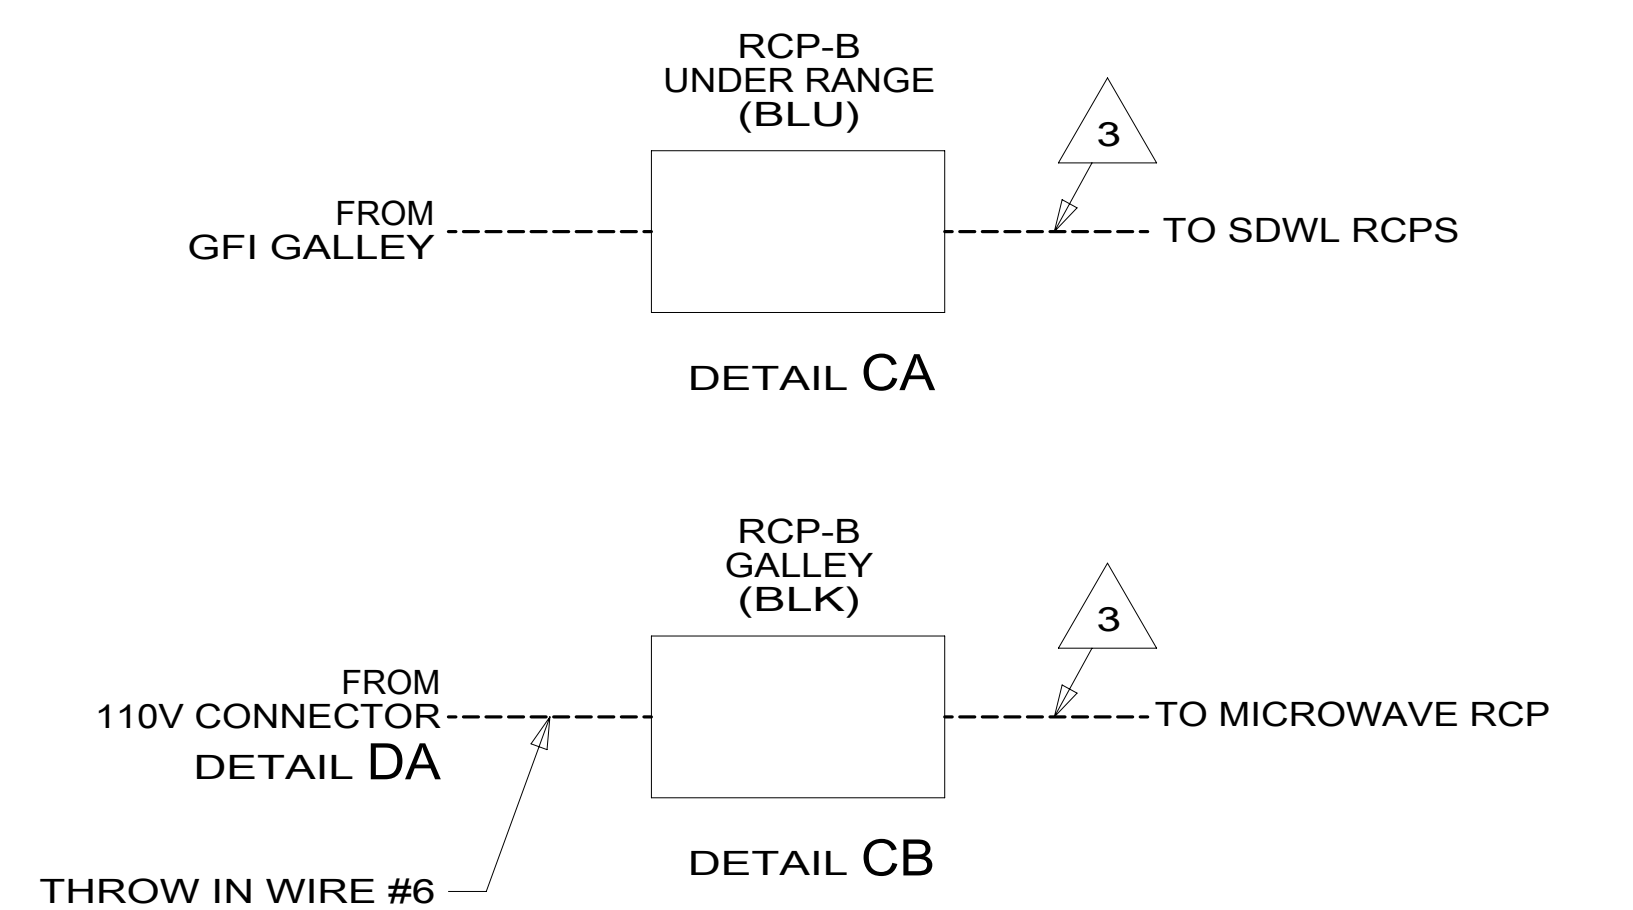 RCP-B
UNDER RANGE
(BLU)
3
FROM
GFI GALLEY
TO SDWL RCPS
DETAIL CA
RCP-B
GALLEY
(BLK)
3
FROM
110V CONNECTOR
DETAIL DA
TO MICROWAVE RCP
DETAIL CB
THROW IN WIRE #6